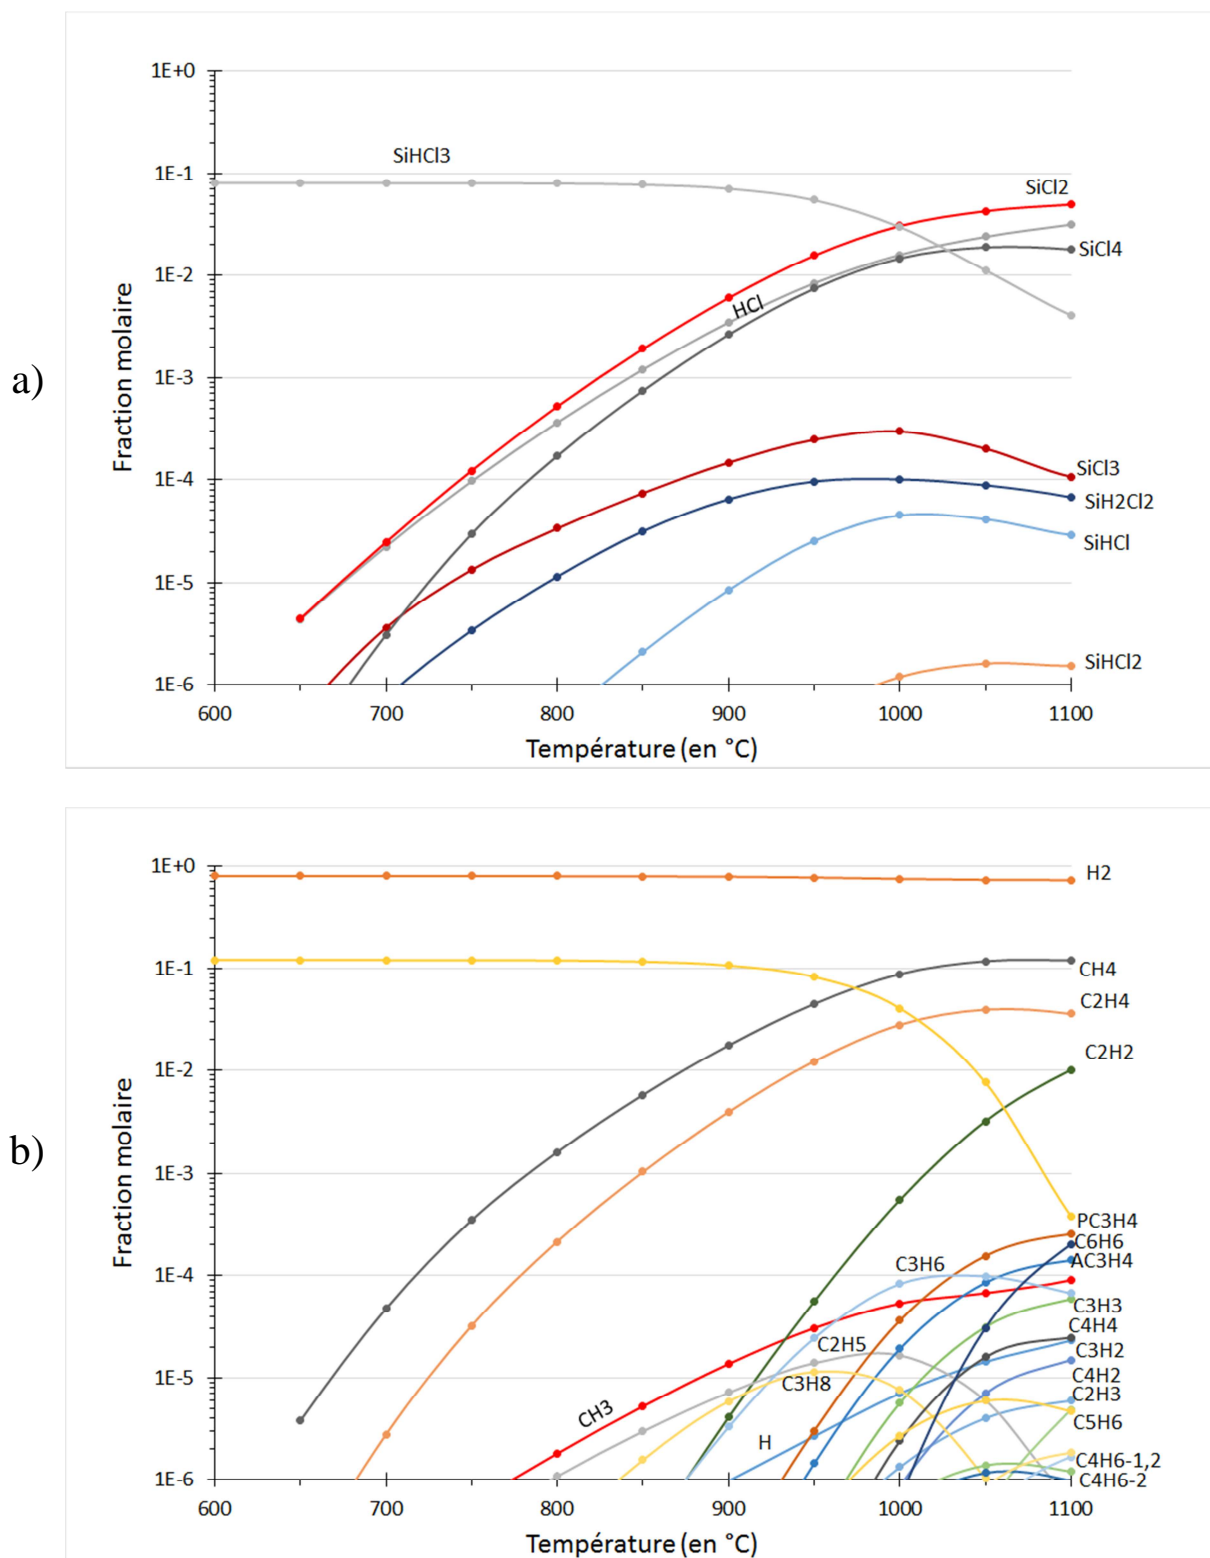 a)
Fraction molaire
1E+0
1E-1
1E-2
1E-3
1E-4
1E-5
1E-6
600
700
800
900
1000
1100
Température (en °C)
SiHCl3
SiCl2
SiCl4
HCl
SiCl3
SiH2Cl2
SiHCl
SiHCl2
b)
Fraction molaire
1E+0
1E-1
1E-2
1E-3
1E-4
1E-5
1E-6
600
700
800
900
1000
1100
Température (en °C)
H2
CH4
C2H4
C2H2
PC3H4
C6H6
AC3H4
C3H6
C3H3
C4H4
C2H5
C3H2
C4H2
C3H8
C2H3
CH3
C5H6
H
C4H6-1,2
C4H6-2